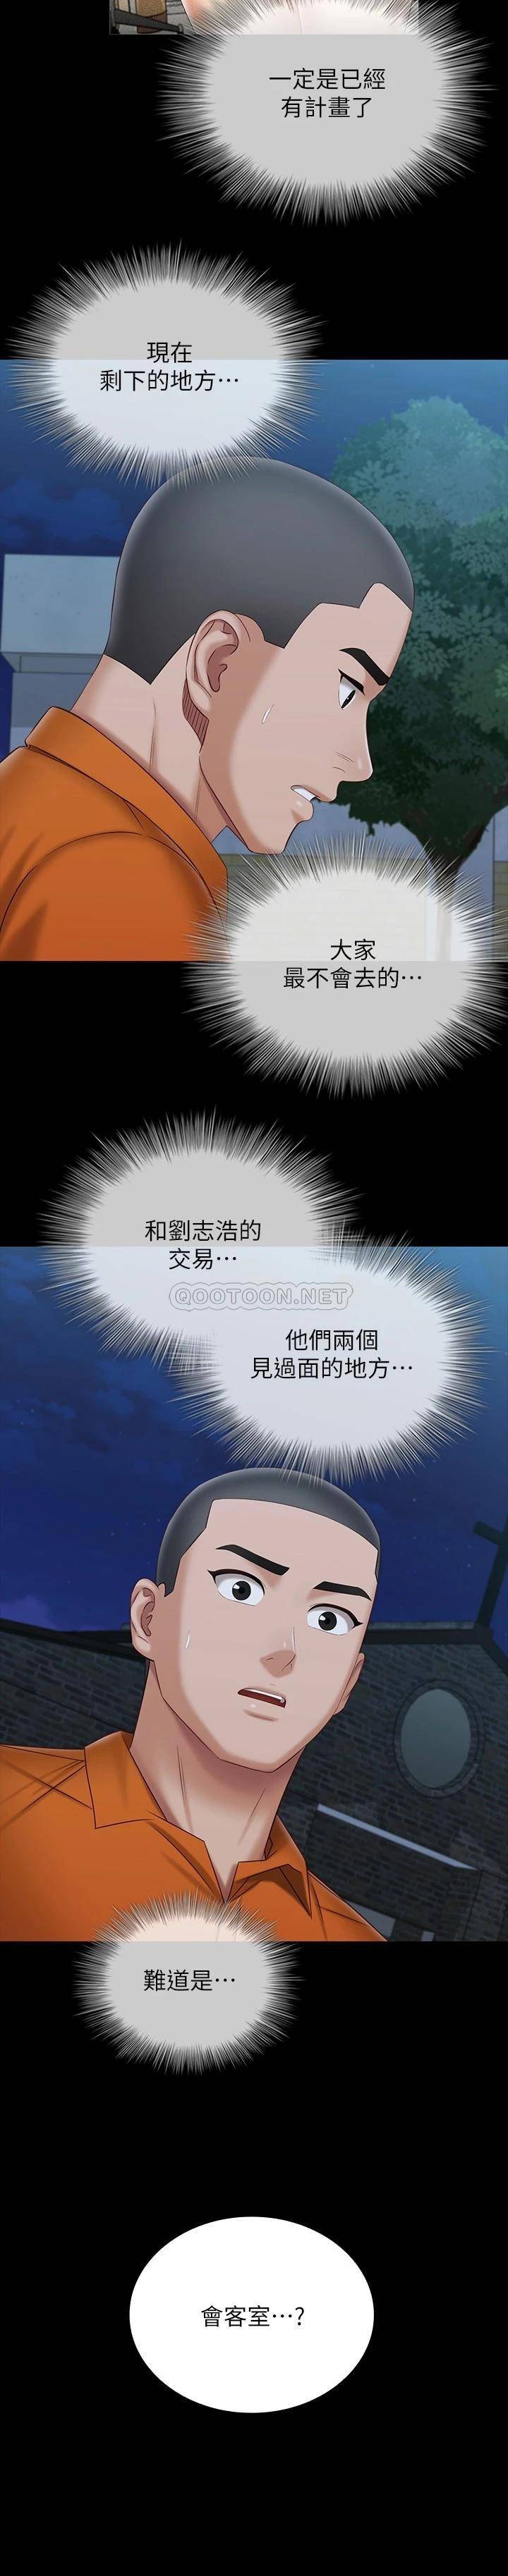 一定是已經
有計畫了
現在
剩下的地方⋯
大家
最不會去的⋯
和劉志浩的
交易⋯
QOOTOON.NET
他們兩個
見過面的地方⋯
難道是⋯
會客室⋯?